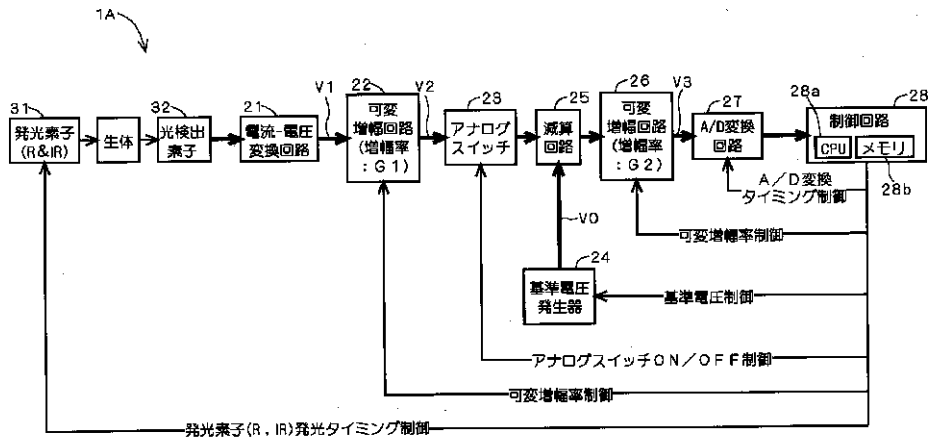 1A
31
発光素子
(R&IR)
生体
32
光検出
素子
21
電流-電圧
変換回路
V1
22
可変
増幅回路
(増幅率
:G1)
V2
23
アナログ
スイッチ
25
減算
回路
26
可変
増幅回路
(増幅率
:G2)
V3
27
A/D変換
回路
28
制御回路
28a
CPU
メモリ
28b
A/D変換
タイミング制御
可変増幅率制御
V0
24
基準電圧
発生器
基準電圧制御
アナログスイッチON/OFF制御
可変増幅率制御
発光素子(R,IR)発光タイミング制御